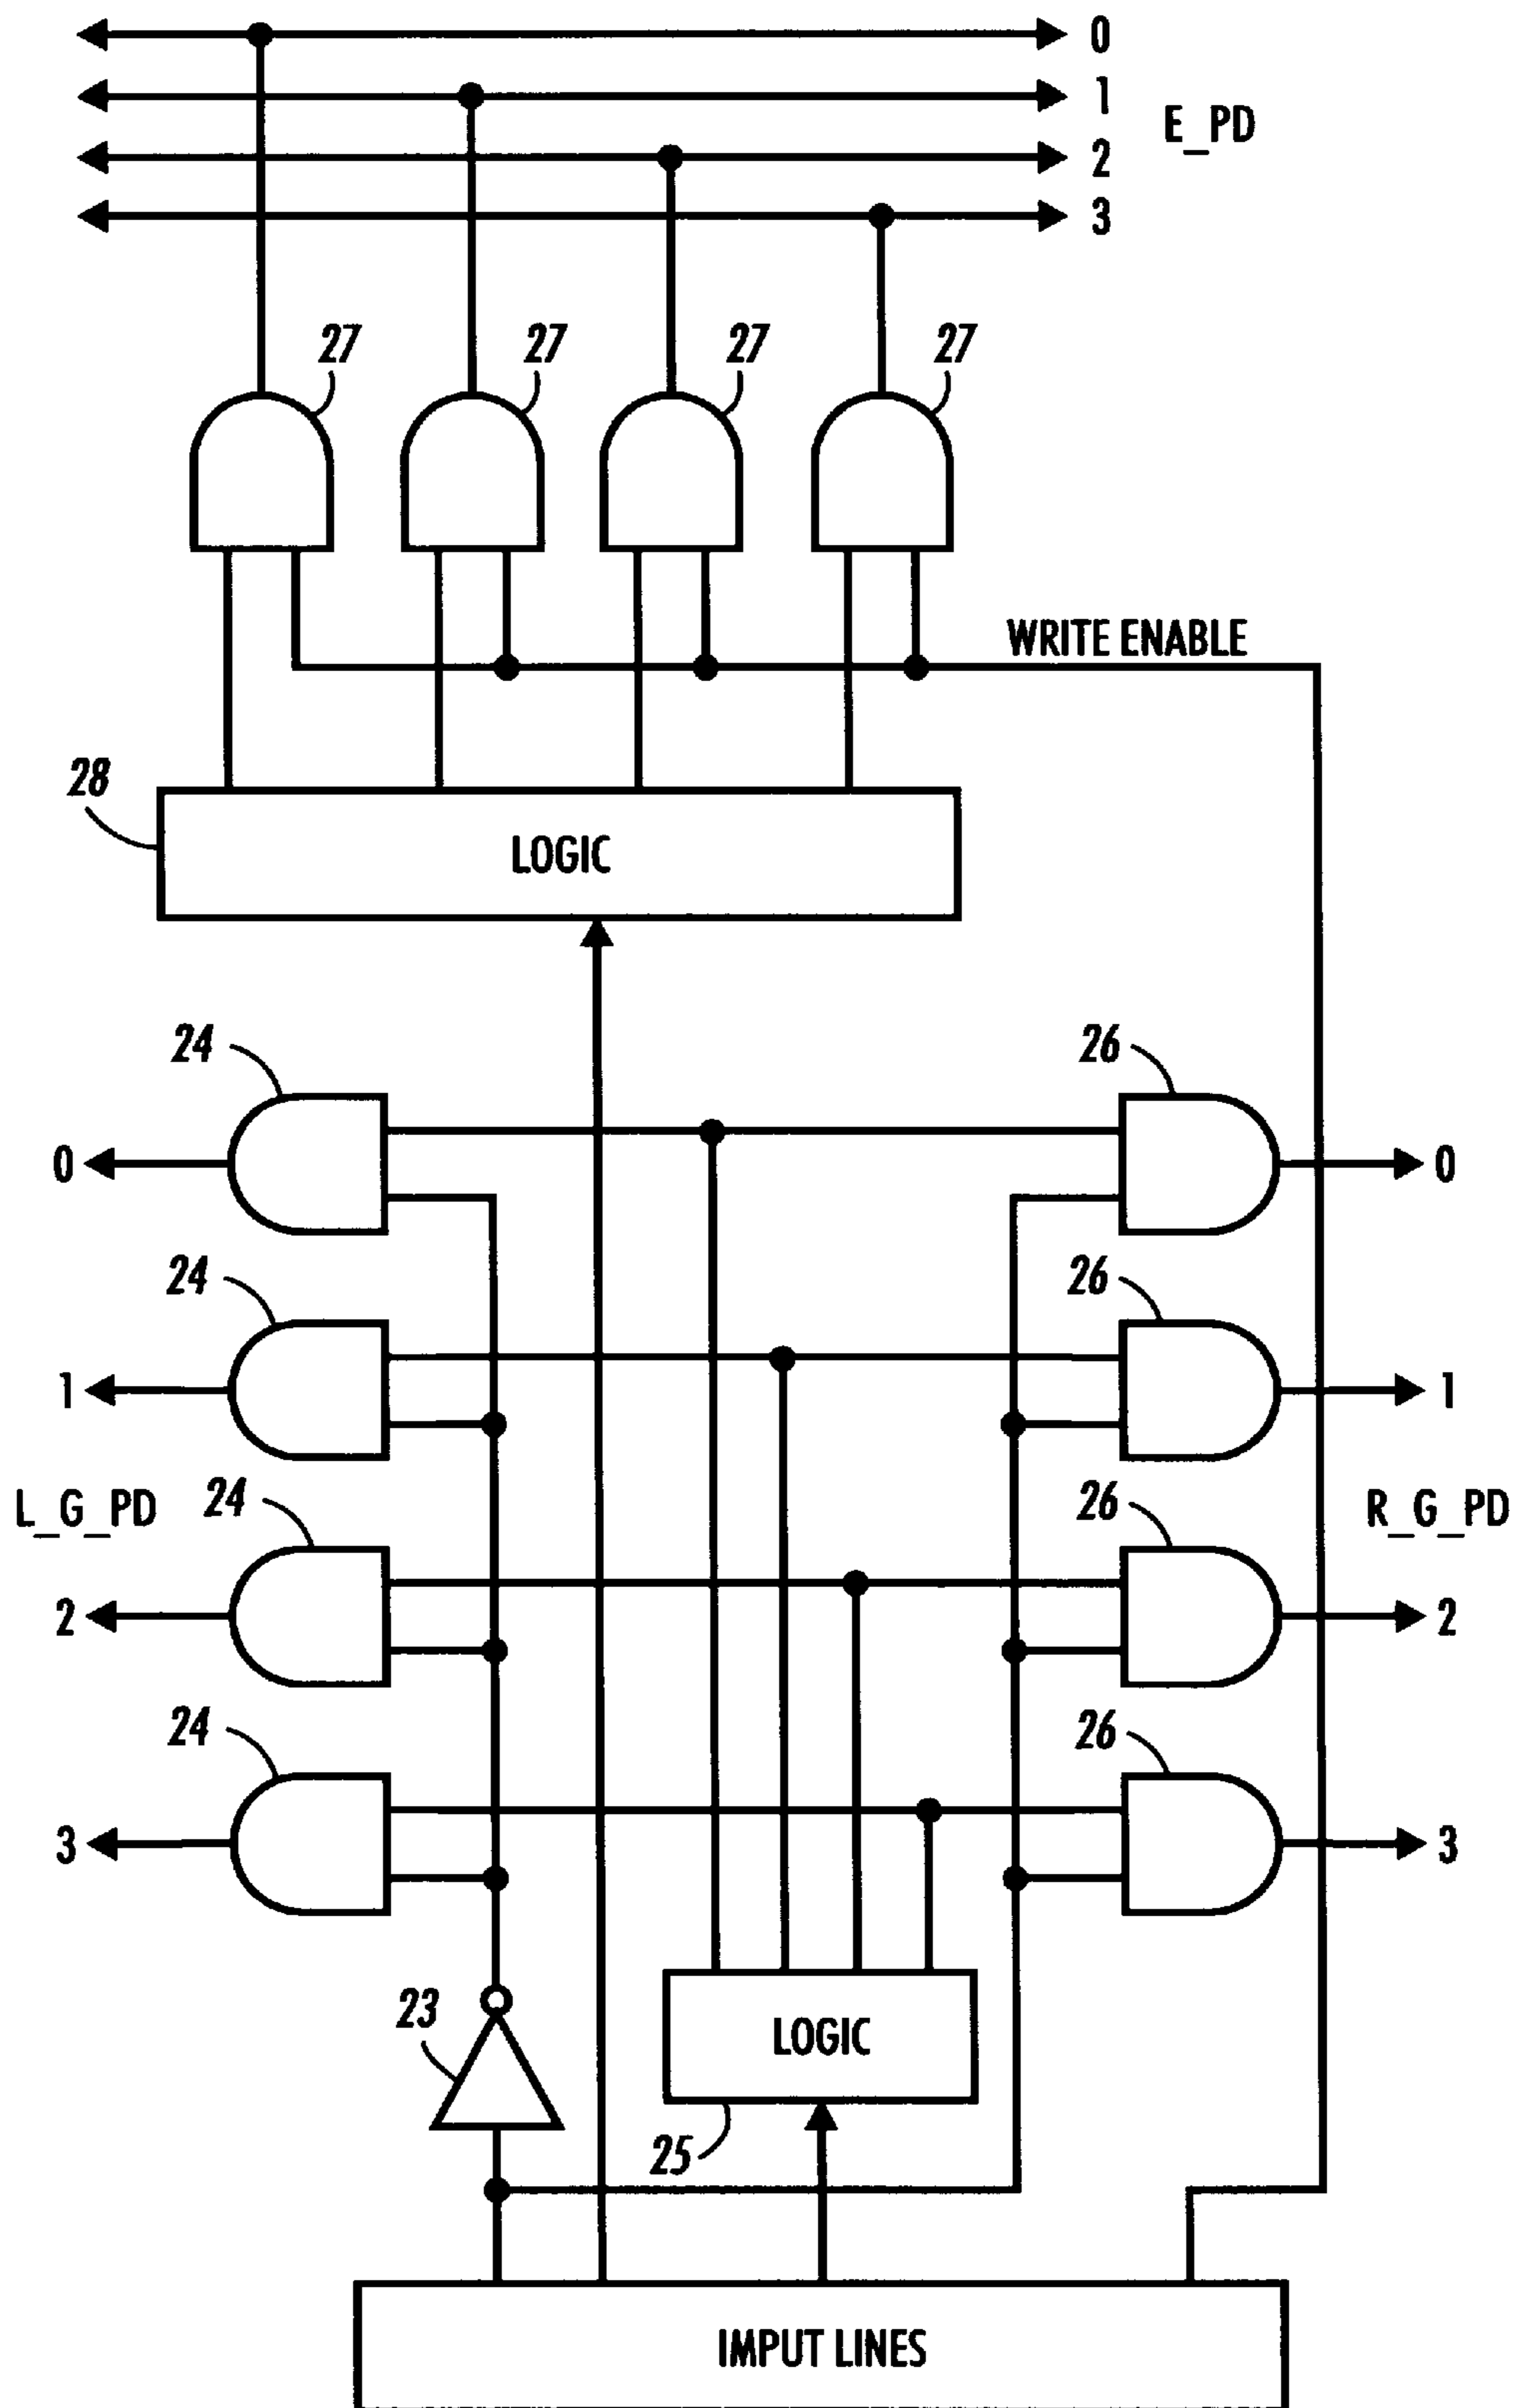 0
1
E_PD
2
3
27 27 27 27
WRITE ENABLE
28
LOGIC
24 26
0 0
24 26
1 1
L_G_PD 24 26 R_G_PD
2 2
24 26
3 3
23
LOGIC
25
IMPUT LINES